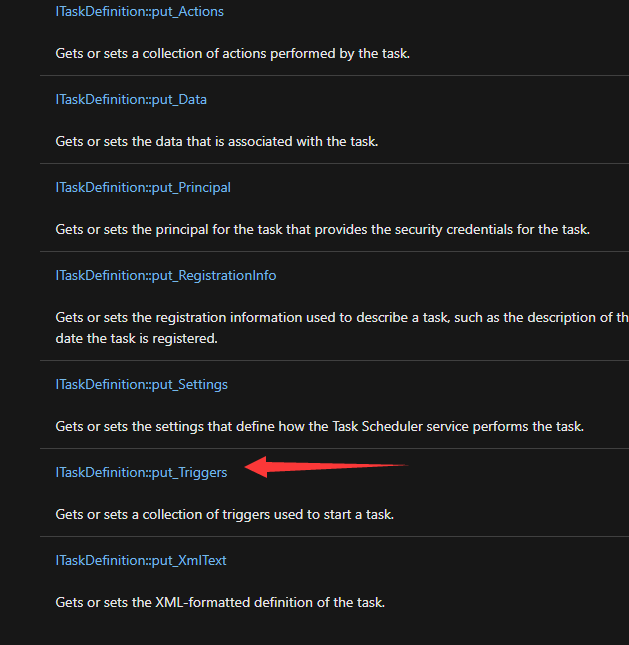 ITaskDefinition::put_Actions
Gets or sets a collection of actions performed by the task.
ITaskDefinition::put_Data
Gets or sets the data that is associated with the task.
ITaskDefinition::put_Principal
Gets or sets the principal for the task that provides the security credentials for the task.
ITaskDefinition::put_RegistrationInfo
Gets or sets the registration information used to describe a task, such as the description of th
date the task is registered.
ITaskDefinition::put_Settings
Gets or sets the settings that define how the Task Scheduler service performs the task.
ITaskDefinition::put_Triggers
Gets or sets a collection of triggers used to start a task.
ITaskDefinition::put_XmlText
Gets or sets the XML-formatted definition of the task.